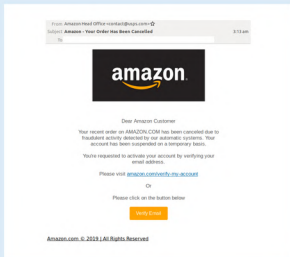 From: Amazon Head Office <contact@usps.com>
Subject: Amazon - Your Order Has Been Cancelled 3:13 am
To
amazon
Dear Amazon Customer
Your recent order on AMAZON.COM has been cancelled due to
fraudulent activity detected by our automatic systems. Your
account has been suspended on a temporary basis.
You're requested to activate your account by verifying your
email address.
Please visit amazon.com/verify-my-account
Or
Please click on the button below
Verify Email
Amazon.com © 2019 | All Rights Reserved